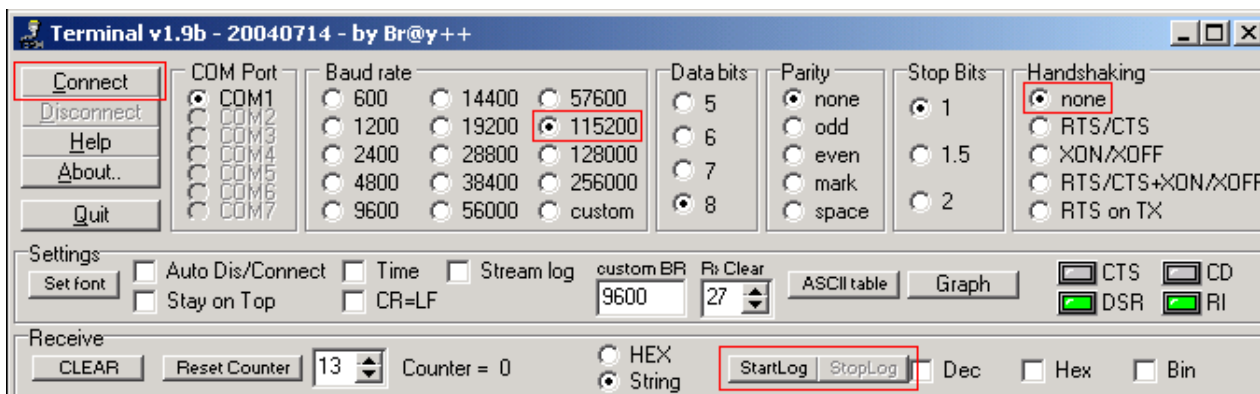 Terminal v1.9b - 20040714 - by Br@y++
Connect
Disconnect
Help
About..
Quit
COM Port
COM1
COM2
COM3
COM4
COM5
COM6
COM7
Baud rate
600 14400 57600
1200 19200 115200
2400 28800 128000
4800 38400 256000
9600 56000 custom
Data bits
5
6
7
8
Parity
none
odd
even
mark
space
Stop Bits
1
1.5
2
Handshaking
none
RTS/CTS
XON/XOFF
RTS/CTS+XON/XOFF
RTS on TX
Settings
Set font
Auto Dis/Connect Time Stream log
Stay on Top CR=LF
custom BR Rx Clear
9600 27
ASCII table Graph
CTS CD
DSR RI
Receive
CLEAR Reset Counter 13 Counter = 0
HEX
String
StartLog StopLog Dec Hex Bin